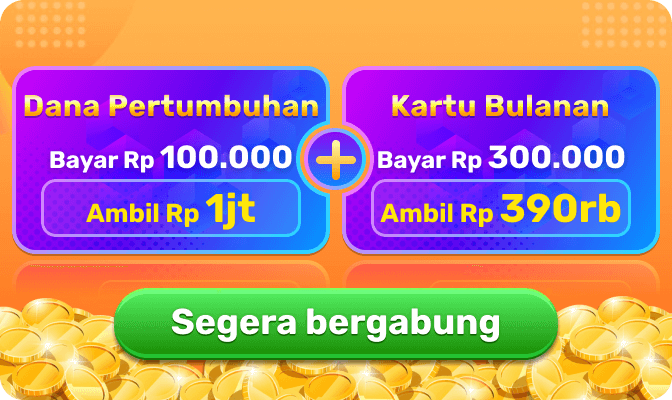 Dana Pertumbuhan
Bayar Rp 100.000
Ambil Rp 1jt
Kartu Bulanan
Bayar Rp 300.000
Ambil Rp 390rb
Segera bergabung